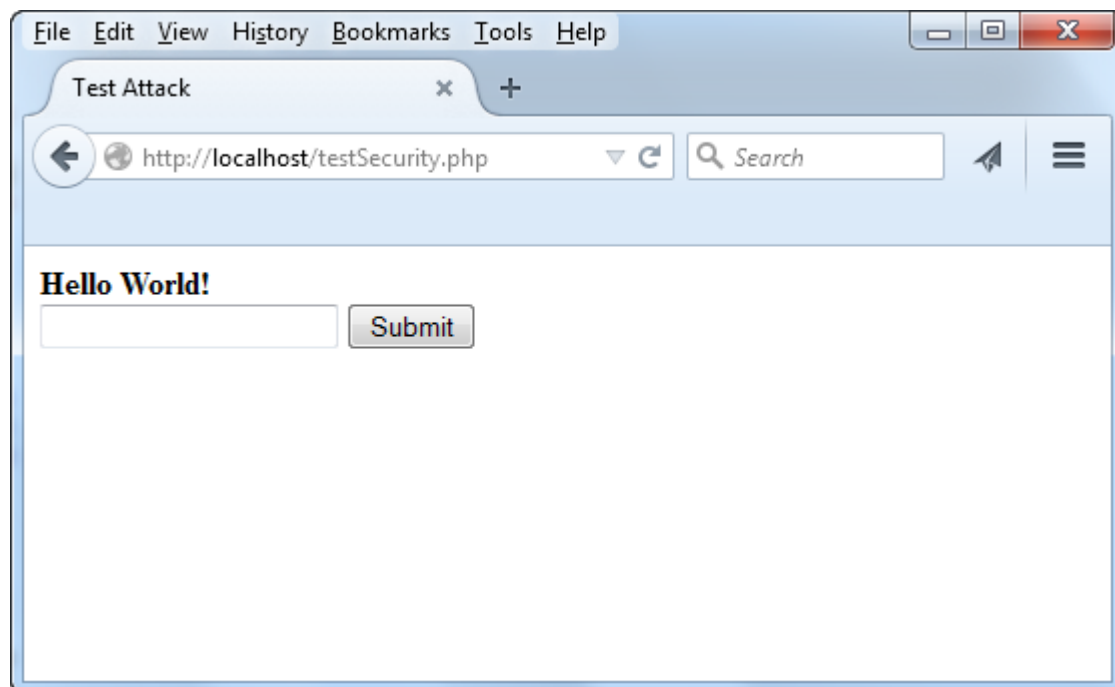 File Edit View History Bookmarks Tools Help
Test Attack
http://localhost/testSecurity.php Search
Hello World!
Submit